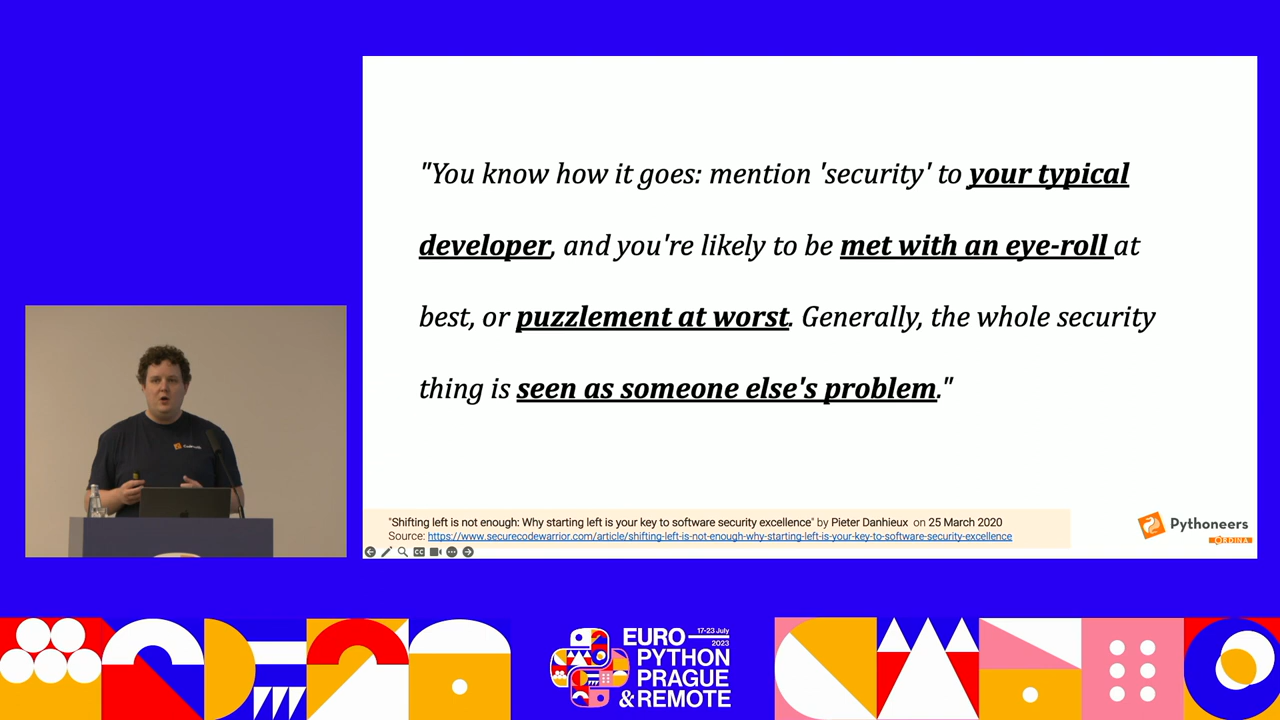 "You know how it goes: mention 'security' to your typical
developer, and you're likely to be met with an eye-roll at
best, or puzzlement at worst. Generally, the whole security
thing is seen as someone else's problem."
"Shifting left is not enough: Why starting left is your key to software security excellence" by Pieter Danhieux on 25 March 2020
Source: https://www.securecodewarrior.com/article/shifting-left-is-not-enough-why-starting-left-is-your-key-to-software-security-excellence
Pythoneers
ORDINA
CC
17-23 July
2023
EURO
PYTHON
PRAGUE
& REMOTE